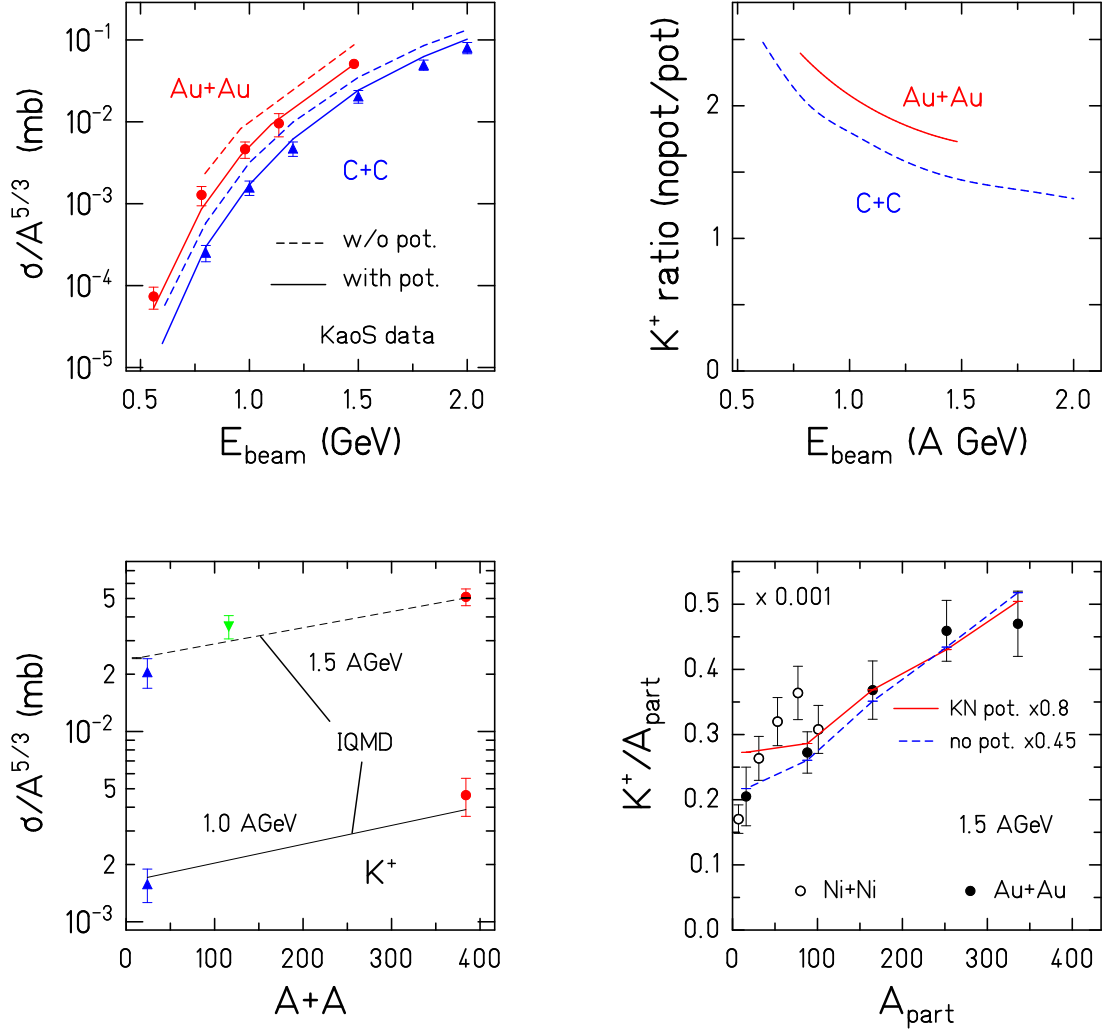 10⁻¹
10⁻²
10⁻³
10⁻⁴
10⁻⁵
σ/A^5/3 (mb)
Au+Au
C+C
w/o pot.
with pot.
KaoS data
0.5 1.0 1.5 2.0
E_beam (GeV)
2
1
0
K⁺ ratio (nopot/pot)
Au+Au
C+C
0.5 1.0 1.5 2.0
E_beam (A GeV)
5
2
10⁻²
5
2
10⁻³
σ/A^5/3 (mb)
1.5 AGeV
IQMD
1.0 AGeV
K⁺
0 100 200 300 400
A+A
0.5
0.4
0.3
0.2
0.1
0.0
K⁺/A_part
x 0.001
KN pot. x0.8
no pot. x0.45
1.5 AGeV
Ni+Ni Au+Au
0 100 200 300 400
A_part